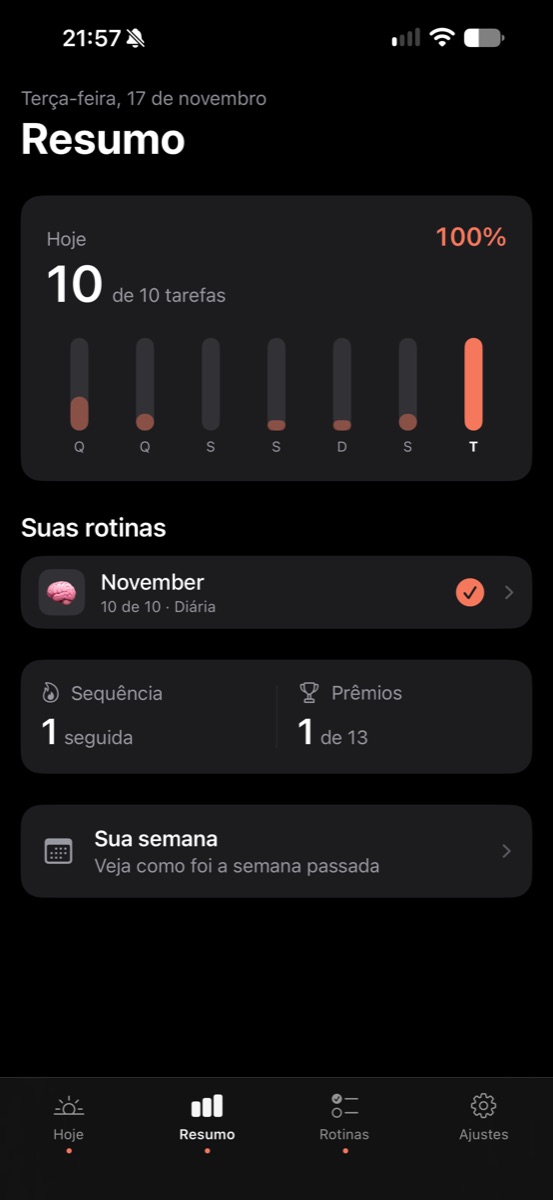 21:57
Terça-feira, 17 de novembro
Resumo
Hoje
100%
10 de 10 tarefas
Q Q S S D S T
Suas rotinas
November
10 de 10 · Diária
Sequência
1 seguida
Prêmios
1 de 13
Sua semana
Veja como foi a semana passada
Hoje
Resumo
Rotinas
Ajustes